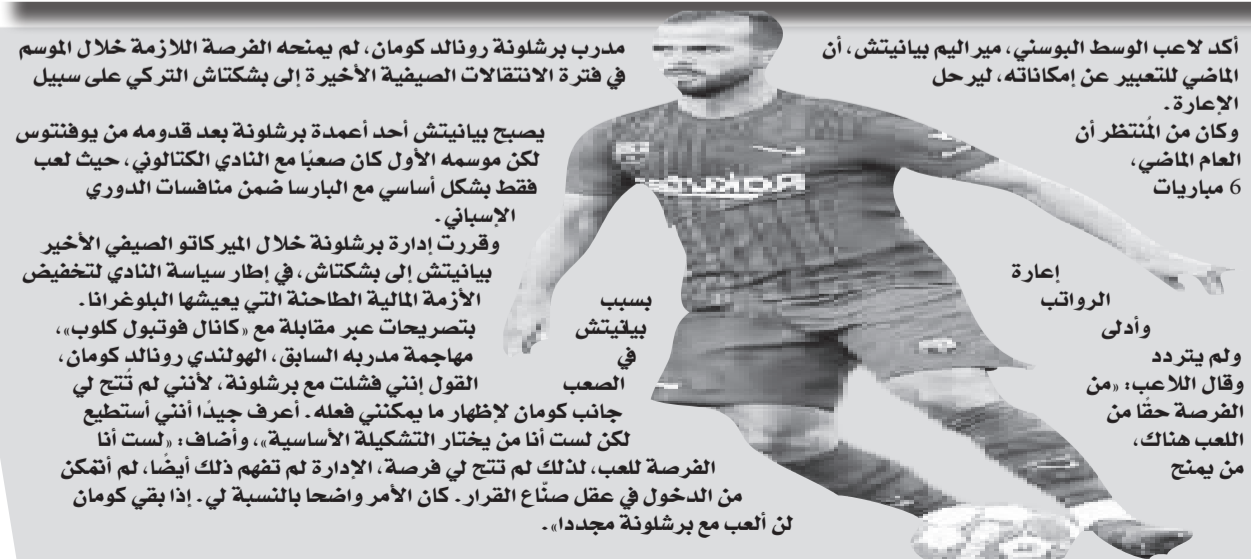 أكد لاعب الوسط البوسني، مير اليم بيانيتش، أن مدرب برشلونة رونالد كومان، لم يمنحه الفرصة اللازمة خلال الموسم
الماضي للتعبير عن إمكاناته، ليرحل في فترة الانتقالات الصيفية الأخيرة إلى بشكتاش التركي على سبيل
الإعارة.
وكان من المُنتظر أن يصبح بيانيتش أحد أعمدة برشلونة بعد قدومه من يوفنتوس
العام الماضي، لكن موسمه الأول كان صعبًا مع النادي الكتالوني، حيث لعب
6 مباريات فقط بشكل أساسي مع البارسا ضمن منافسات الدوري
الإسباني.
وقررت إدارة برشلونة خلال الميركاتو الصيفي الأخير
إعارة بيانيتش إلى بشكتاش، في إطار سياسة النادي لتخفيض
الرواتب بسبب الأزمة المالية الطاحنة التي يعيشها البلوغرانا.
وأدلى بيانيتش بتصريحات عبر مقابلة مع «كانال فوتبول كلوب»،
ولم يتردد في مهاجمة مدربه السابق، الهولندي رونالد كومان،
وقال اللاعب: «من الصعب القول إنني فشلت مع برشلونة، لأنني لم تُتح لي
الفرصة حقًا من جانب كومان لإظهار ما يمكنني فعله. أعرف جيدًا أنني أستطيع
اللعب هناك، لكن لست أنا من يختار التشكيلة الأساسية»، وأضاف: «لست أنا
من يمنح الفرصة للعب، لذلك لم تتح لي فرصة، الإدارة لم تفهم ذلك أيضًا، لم أتمكن
من الدخول في عقل صنّاع القرار. كان الأمر واضحا بالنسبة لي. إذا بقي كومان
لن ألعب مع برشلونة مجددا».